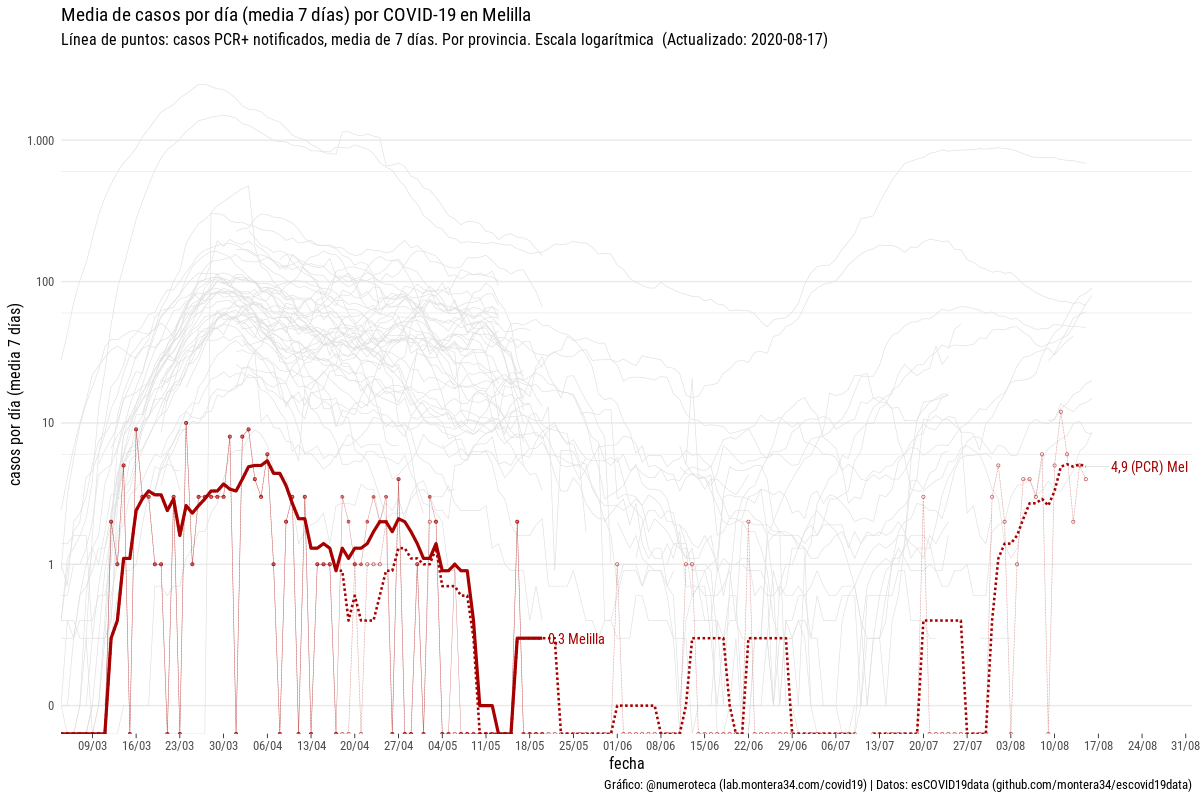 Media de casos por día (media 7 días) por COVID-19 en Melilla
Línea de puntos: casos PCR+ notificados, media de 7 días. Por provincia. Escala logarítmica (Actualizado: 2020-08-17)
casos por día (media 7 días)
1.000
100
10
1
0
4,9 (PCR) Mel
0,3 Melilla
09/03 16/03 23/03 30/03 06/04 13/04 20/04 27/04 04/05 11/05 18/05 25/05 01/06 08/06 15/06 22/06 29/06 06/07 13/07 20/07 27/07 03/08 10/08 17/08 24/08 31/08
fecha
Gráfico: @numeroteca (lab.montera34.com/covid19) | Datos: esCOVID19data (github.com/montera34/escovid19data)